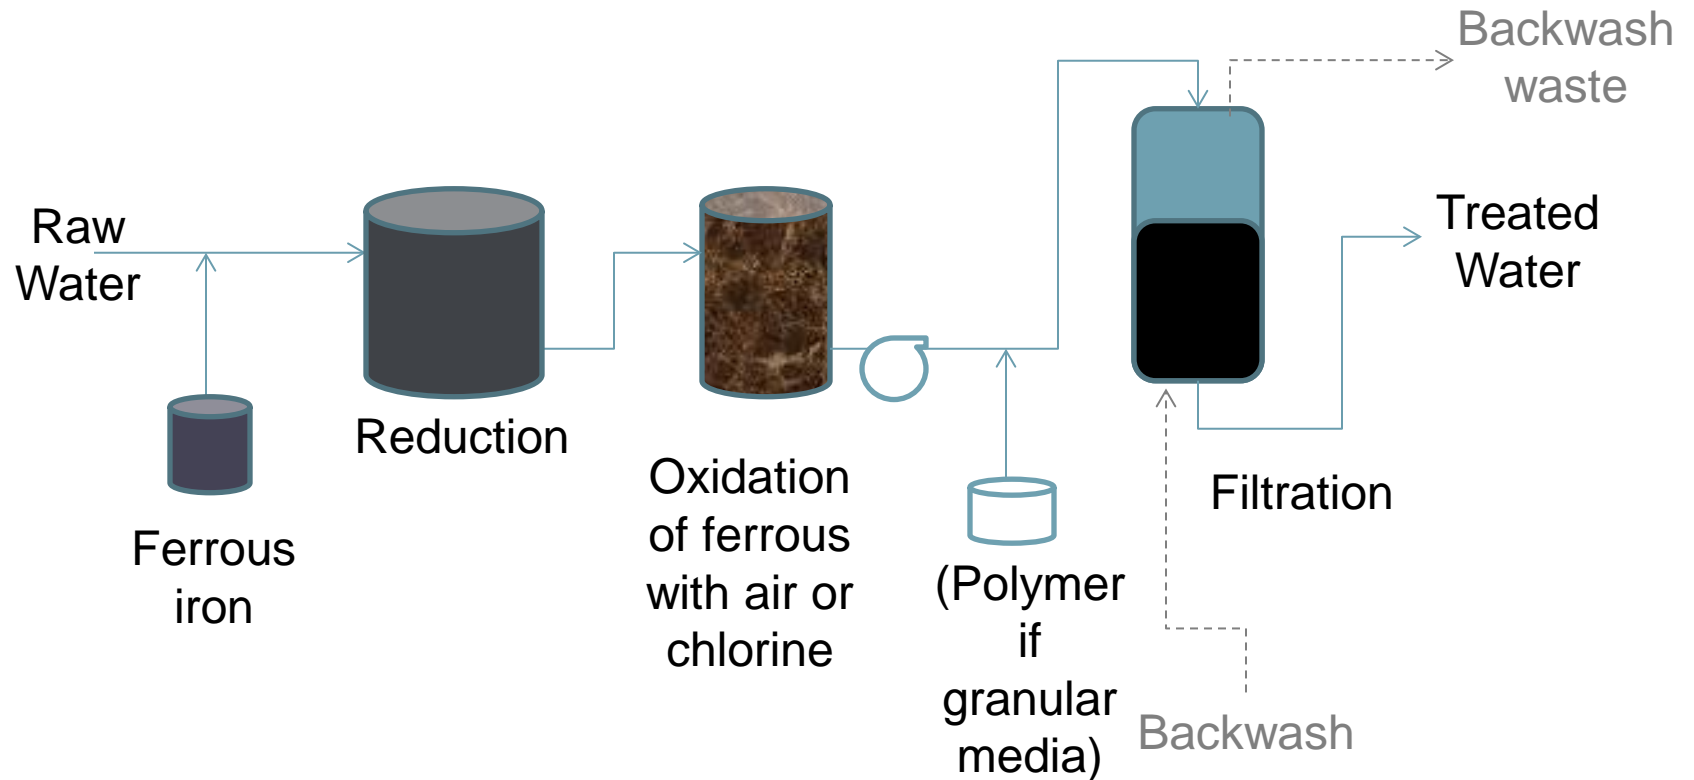 Backwash
waste
Raw
Water
Treated
Water
Reduction
Oxidation
of ferrous
with air or
chlorine
Filtration
Ferrous
iron
(Polymer
if
granular
media)
Backwash